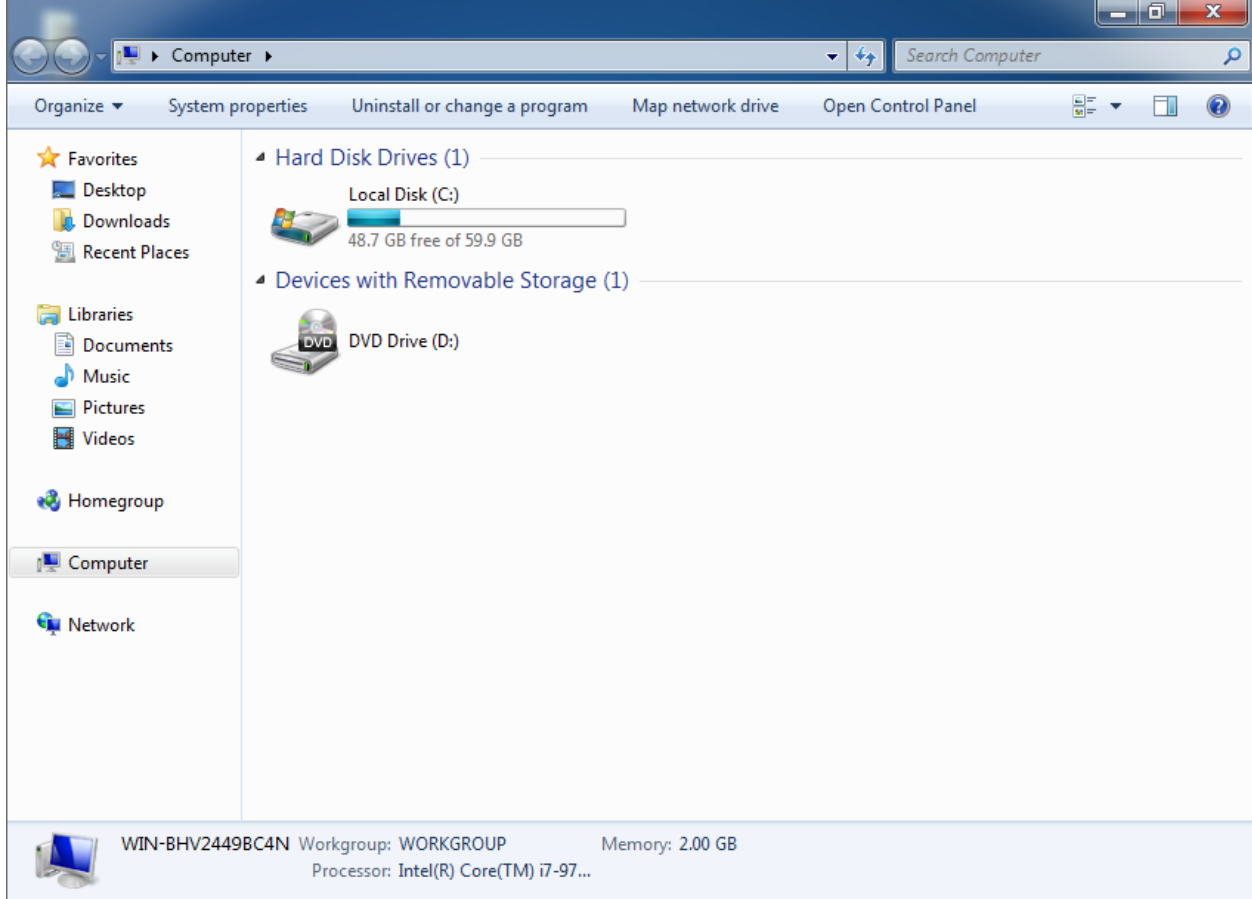 Computer
Search Computer
Organize System properties Uninstall or change a program Map network drive Open Control Panel
Favorites
Desktop
Downloads
Recent Places
Libraries
Documents
Music
Pictures
Videos
Homegroup
Computer
Network
Hard Disk Drives (1)
Local Disk (C:)
48.7 GB free of 59.9 GB
Devices with Removable Storage (1)
DVD
DVD Drive (D:)
WIN-BHV2449BC4N Workgroup: WORKGROUP Memory: 2.00 GB
Processor: Intel(R) Core(TM) i7-97...